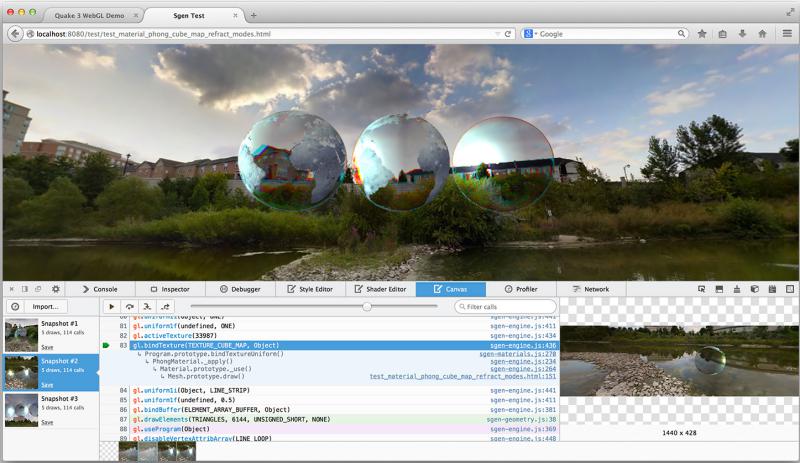 Quake 3 WebGL Demo
Sgen Test
localhost:8080/test/test_material_phong_cube_map_refract_modes.html
Google
Console
Inspector
Debugger
Style Editor
Shader Editor
Canvas
Profiler
Network
Import...
Filter calls
Snapshot #1
5 draws, 114 calls
Save
Snapshot #2
5 draws, 114 calls
Save
Snapshot #3
5 draws, 114 calls
Save
81 gl.uniform1f(undefined, ONE) sgen-engine.js:411
82 gl.activeTexture(33987) sgen-engine.js:434
83 gl.bindTexture(TEXTURE_CUBE_MAP, Object) sgen-engine.js:436
↳ Program.prototype.bindTextureUniform() sgen-materials.js:270
↳ PhongMaterial._apply() sgen-engine.js:234
↳ Material.prototype._use() sgen-engine.js:264
↳ Mesh.prototype.draw() test_material_phong_cube_map_refract_modes.html:151
84 gl.uniform1i(Object, LINE_STRIP) sgen-engine.js:441
85 gl.uniform1f(undefined, 0.5) sgen-engine.js:411
86 gl.bindBuffer(ELEMENT_ARRAY_BUFFER, Object) sgen-engine.js:381
87 gl.drawElements(TRIANGLES, 6144, UNSIGNED_SHORT, NONE) sgen-geometry.js:38
88 gl.useProgram(Object) sgen-engine.js:369
89 gl.disableVertexAttribArray(LINE_LOOP) sgen-engine.js:448
1440 x 428